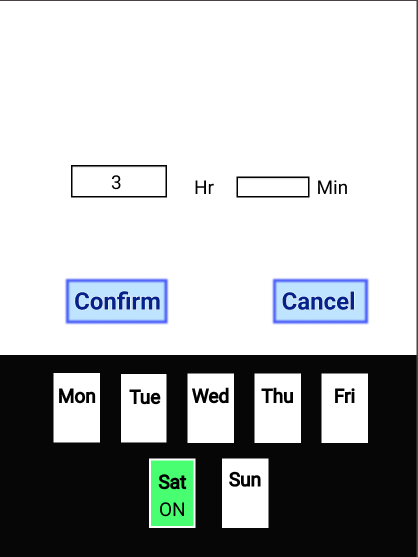 3 Hr Min
Confirm Cancel
Mon Tue Wed Thu Fri
Sat Sun
ON